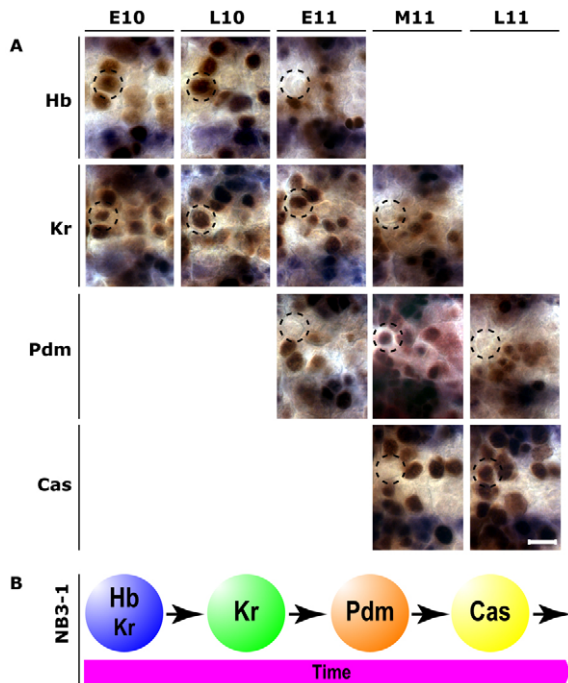 E10 L10 E11 M11 L11
A
Hb
Kr
Pdm
Cas
B
NB3-1
Hb
Kr
Kr
Pdm
Cas
Time